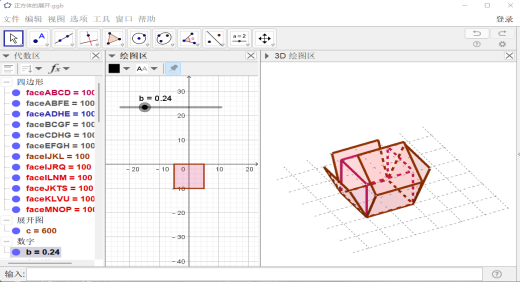 正方体的展开.ggb
文件 编辑 视图 选项 工具 窗口 帮助
登录...
ABC
a=2
代数区
绘图区
3D 绘图区
fx
AA
四边形
faceABCD = 100
faceABFE = 100
faceADHE = 100
faceBCGF = 100
faceCDHG = 100
faceEFGH = 100
faceIJKL = 100
faceIJRQ = 100
faceILNM = 100
faceJKTS = 100
faceKLVU = 100
faceMNOP = 100
展开图
c = 600
数字
b = 0.24
b = 0.24
30
20
10
-20
-10
0
10
20
-10
-20
-30
-40
输入: